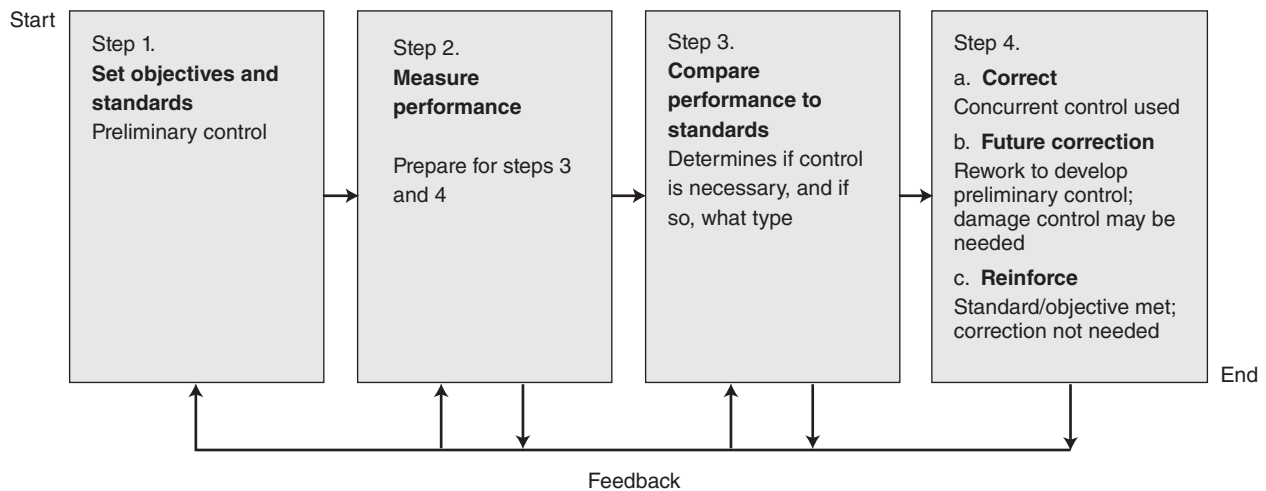 Start
Step 1.
Set objectives and
standards
Preliminary control
Step 2.
Measure
performance
Prepare for steps 3
and 4
Step 3.
Compare
performance to
standards
Determines if control
is necessary, and if
so, what type
Step 4.
a. Correct
Concurrent control used
b. Future correction
Rework to develop
preliminary control;
damage control may be
needed
c. Reinforce
Standard/objective met;
correction not needed
End
Feedback